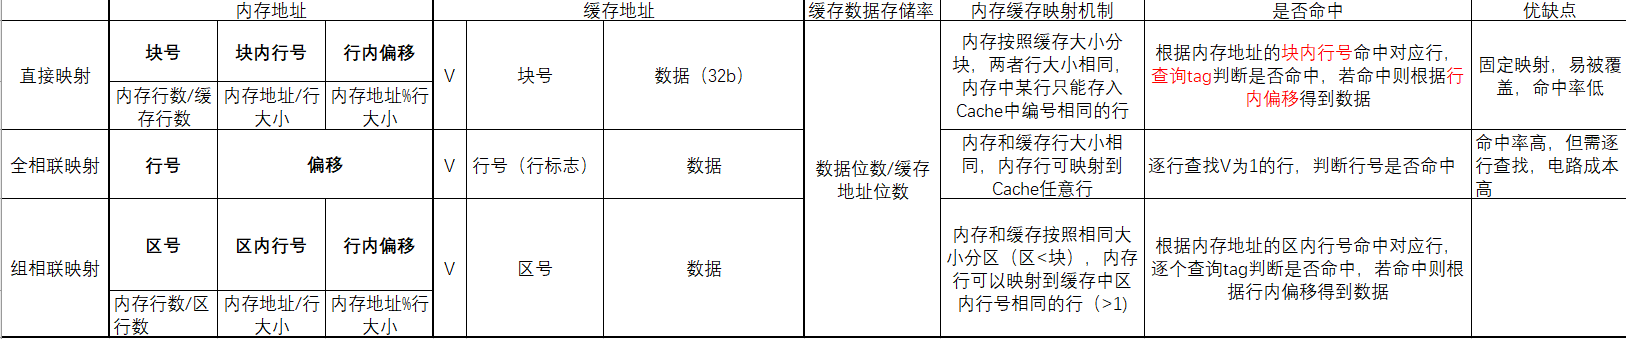 内存地址
缓存地址
缓存数据存储率
内存缓存映射机制
是否命中
优缺点
直接映射
块号
块内行号
行内偏移
内存行数/缓
存行数
内存地址/行
大小
内存地址%行
大小
V
块号
数据（32b）
数据位数/缓存
地址位数
内存按照缓存大小分
块，两者行大小相同，
内存中某行只能存入
Cache中编号相同的行
根据内存地址的块内行号命中对应行，
查询tag判断是否命中，若命中则根据行
内偏移得到数据
固定映射，易被覆
盖，命中率低
全相联映射
行号
偏移
V
行号（行标志）
数据
内存和缓存行大小相
同，内存行可映射到
Cache任意行
逐行查找V为1的行，判断行号是否命中
命中率高，但需逐
行查找，电路成本
高
组相联映射
区号
区内行号
行内偏移
内存行数/区
行数
内存地址/行
大小
内存地址%行
大小
V
区号
数据
内存和缓存按照相同大
小分区（区<块），内存
行可以映射到缓存中区
内行号相同的行（>1)
根据内存地址的区内行号命中对应行，
逐个查询tag判断是否命中，若命中则根
据行内偏移得到数据